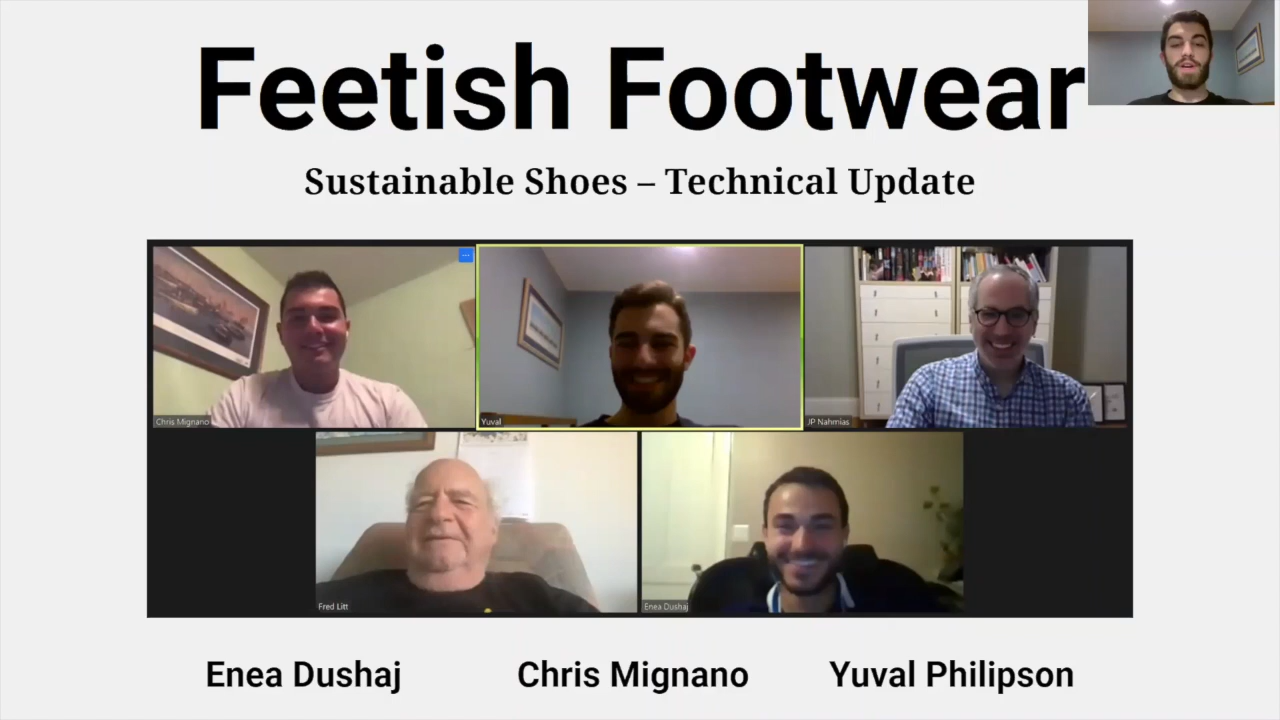 Feetish Footwear
Sustainable Shoes – Technical Update
Chris Mignano
Yuval
JP Nahmias
Fred Litt
Enea Dushaj
Enea Dushaj Chris Mignano Yuval Philipson